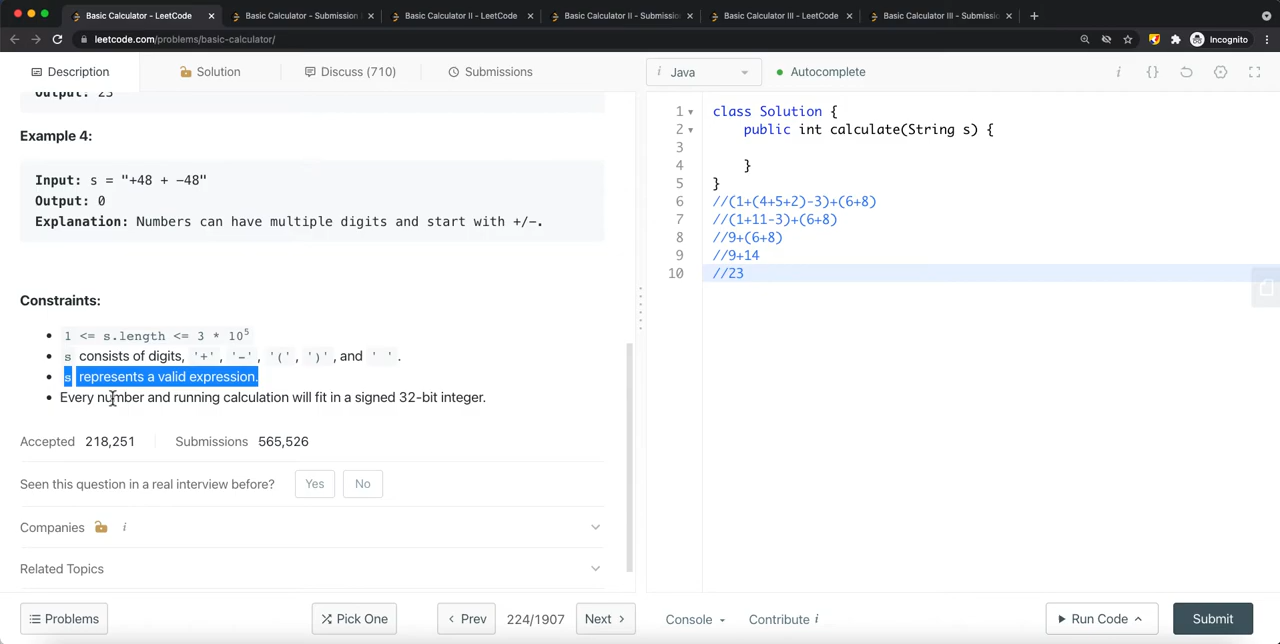 Basic Calculator - LeetCode
Basic Calculator - Submission
Basic Calculator II - LeetCode
Basic Calculator II - Submissio
Basic Calculator III - LeetCode
Basic Calculator III - Submissio
leetcode.com/problems/basic-calculator/
Incognito
Description
Solution
Discuss (710)
Submissions
i Java
Autocomplete
Output: 23
Example 4:
Input: s = "+48 + -48"
Output: 0
Explanation: Numbers can have multiple digits and start with +/-.
Constraints:
1 <= s.length <= 3 * 10^5
s consists of digits, '+', '-', '(', ')', and ' '.
s represents a valid expression.
Every number and running calculation will fit in a signed 32-bit integer.
Accepted 218,251 Submissions 565,526
Seen this question in a real interview before? Yes No
Companies i
Related Topics
1 class Solution {
2 public int calculate(String s) {
3
4 }
5 }
6 //(1+(4+5+2)-3)+(6+8)
7 //(1+11-3)+(6+8)
8 //9+(6+8)
9 //9+14
10 //23
Problems
Pick One
< Prev
224/1907
Next >
Console
Contribute i
Run Code
Submit